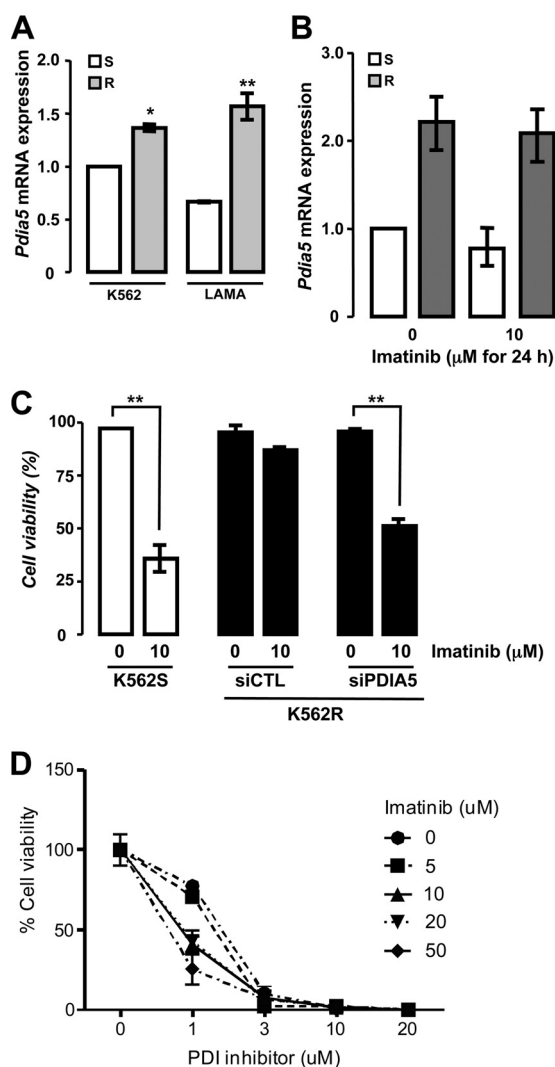 A
S
R
Pdia5 mRNA expression
2.0
1.5
1.0
0.5
0
*
**
K562
LAMA
B
S
R
Pdia5 mRNA expression
3.0
2.0
1.0
0
0
10
Imatinib (μM for 24 h)
C
Cell viability (%)
100
75
50
25
0
**
**
0 10 0 10 0 10 Imatinib (μM)
K562S siCTL siPDIA5
K562R
D
% Cell viability
150
100
50
0
0 1 3 10 20
PDI inhibitor (uM)
Imatinib (uM)
0
5
10
20
50